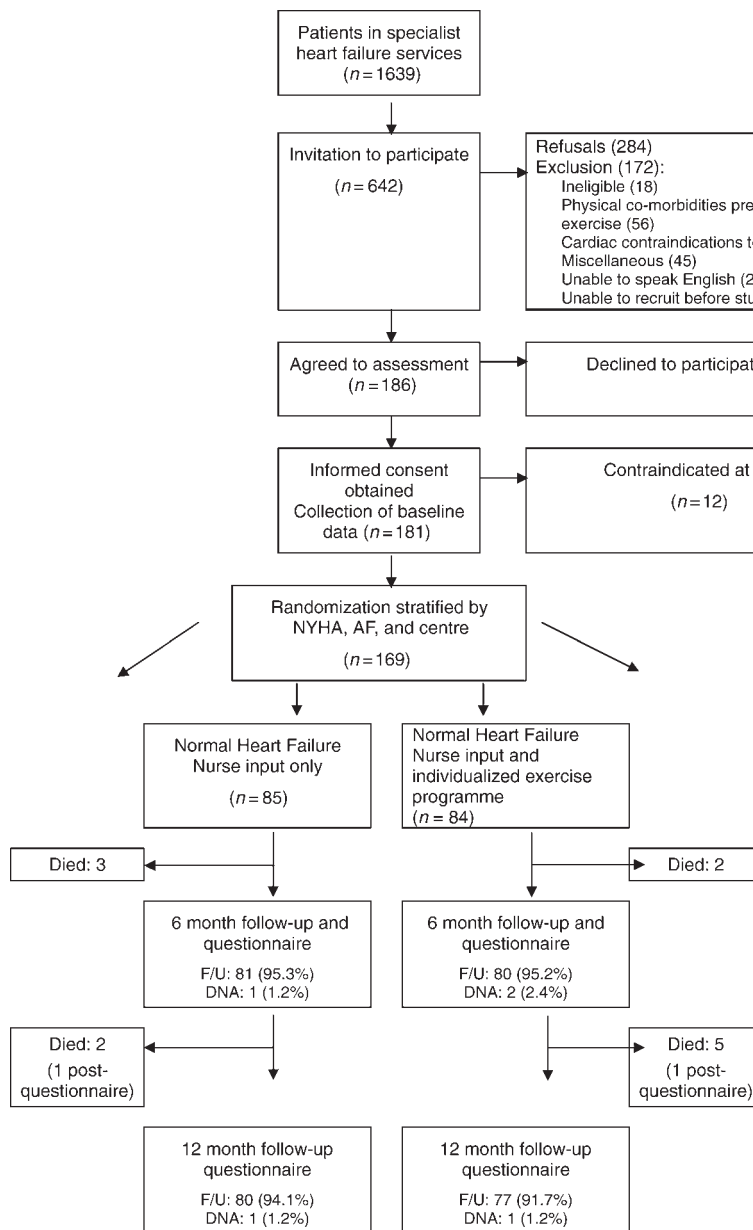 Patients in specialist
heart failure services
(n = 1639)
Invitation to participate
(n = 642)
Refusals (284)
Exclusion (172):
Ineligible (18)
Physical co-morbidities
exercise (56)
Cardiac contraindications
Miscellaneous (45)
Unable to speak English
Unable to recruit before
Agreed to assessment
(n = 186)
Declined to
Informed consent
obtained
Collection of baseline
data (n = 181)
Contraindicated at
(n = 12)
Randomization stratified by
NYHA, AF, and centre
(n = 169)
Normal Heart Failure
Nurse input only
(n = 85)
Normal Heart Failure
Nurse input and
individualized exercise
programme
(n = 84)
Died: 3
Died: 2
6 month follow-up and
questionnaire
F/U: 81 (95.3%)
DNA: 1 (1.2%)
6 month follow-up and
questionnaire
F/U: 80 (95.2%)
DNA: 2 (2.4%)
Died: 2
(1 post-
questionnaire)
Died: 5
(1 post-
questionnaire)
12 month follow-up
questionnaire
F/U: 80 (94.1%)
DNA: 1 (1.2%)
12 month follow-up
questionnaire
F/U: 77 (91.7%)
DNA: 1 (1.2%)